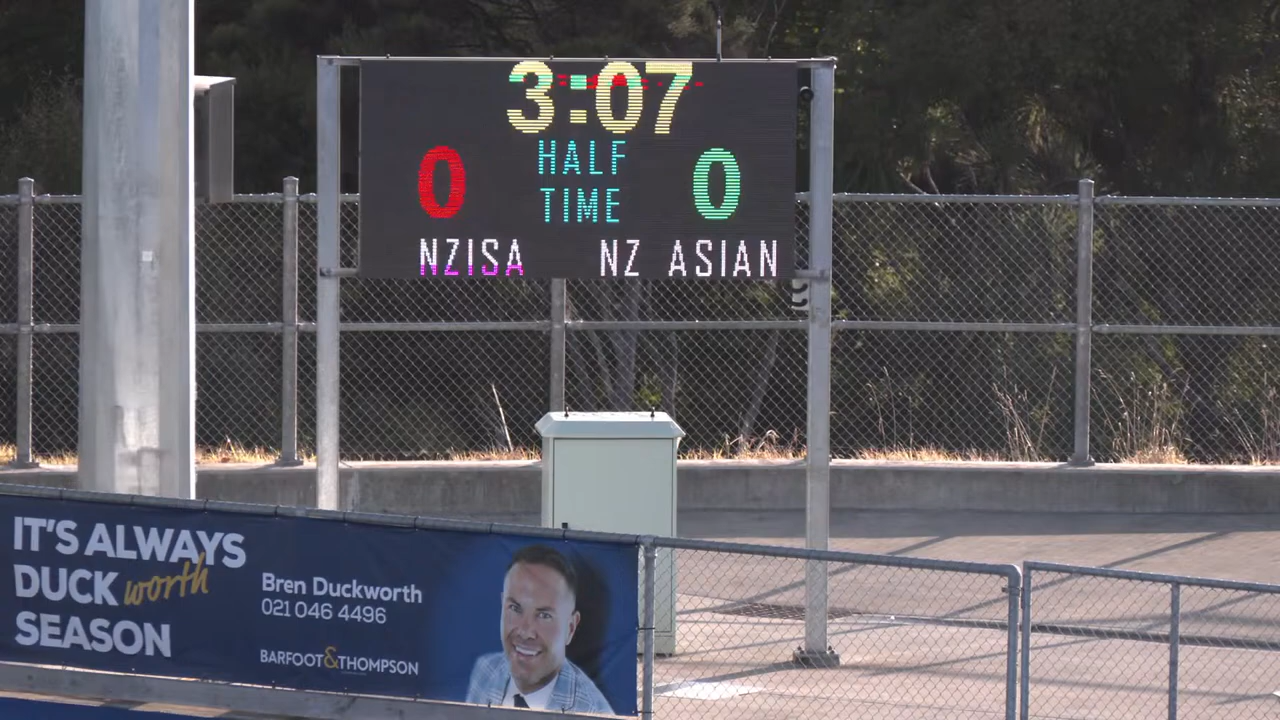 3:07
HALF
0 0
TIME
NZISA NZ ASIAN
IT'S ALWAYS
DUCK worth
SEASON
Bren Duckworth
021 046 4496
BARFOOT&THOMPSON